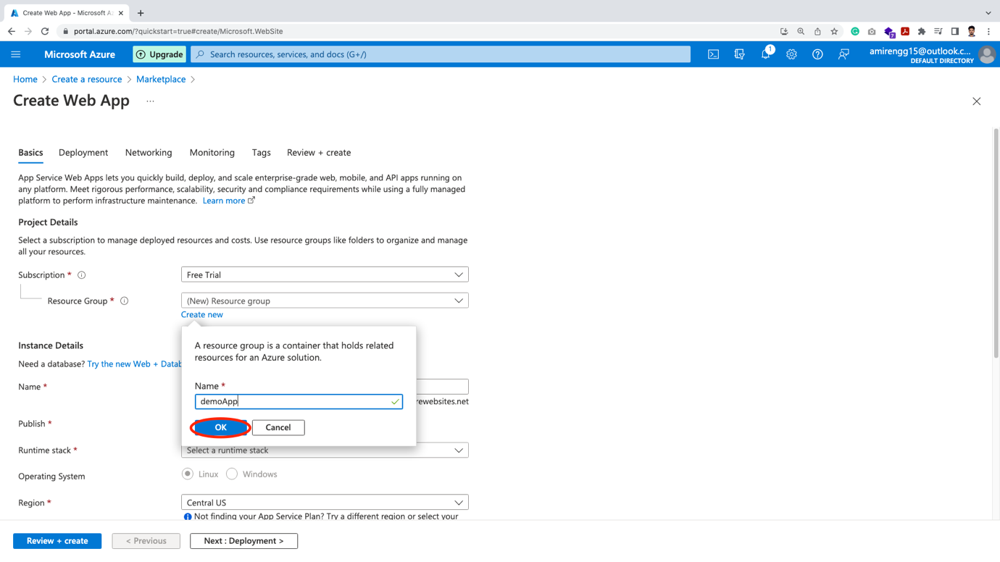 Create Web App - Microsoft Az
portal.azure.com/?quickstart=true#create/Microsoft.WebSite
7
Microsoft Azure
Upgrade
Search resources, services, and docs (G+/)
1
amirengg15@outlook.c...
DEFAULT DIRECTORY
Home > Create a resource > Marketplace >
Create Web App ...
Basics Deployment Networking Monitoring Tags Review + create
App Service Web Apps lets you quickly build, deploy, and scale enterprise-grade web, mobile, and API apps running on
any platform. Meet rigorous performance, scalability, security and compliance requirements while using a fully managed
platform to perform infrastructure maintenance. Learn more
Project Details
Select a subscription to manage deployed resources and costs. Use resource groups like folders to organize and manage
all your resources.
Subscription *
Free Trial
Resource Group *
(New) Resource group
Create new
A resource group is a container that holds related
resources for an Azure solution.
Name *
demoApp
OK Cancel
Instance Details
Need a database? Try the new Web + Datab
Name *
rewebsites.net
Publish *
Runtime stack *
Select a runtime stack
Operating System
Linux Windows
Region *
Central US
Not finding your App Service Plan? Try a different region or select your
Review + create < Previous Next : Deployment >